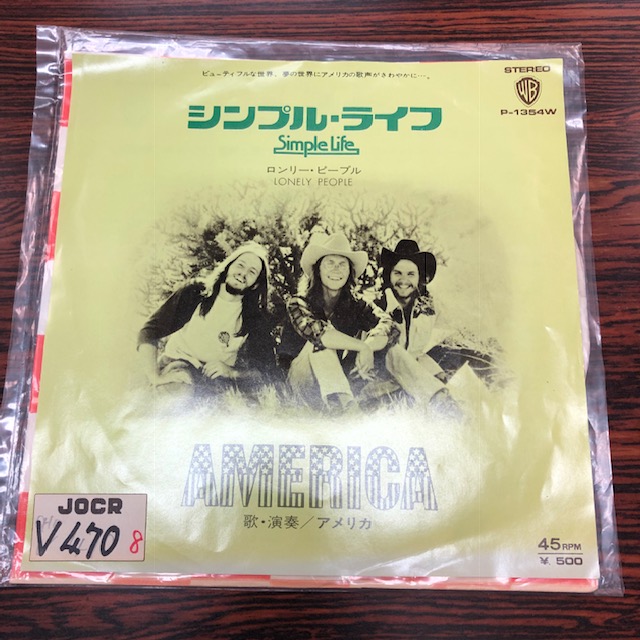 ビューティフルな世界、夢の世界にアメリカの歌声がさわやかに…。
STEREO
WB
P-1354W
シンプル・ライフ
Simple Life
ロンリー・ピープル
LONELY PEOPLE
AMERICA
歌・演奏／アメリカ
JOCR
V470 8
45 RPM
¥. 500